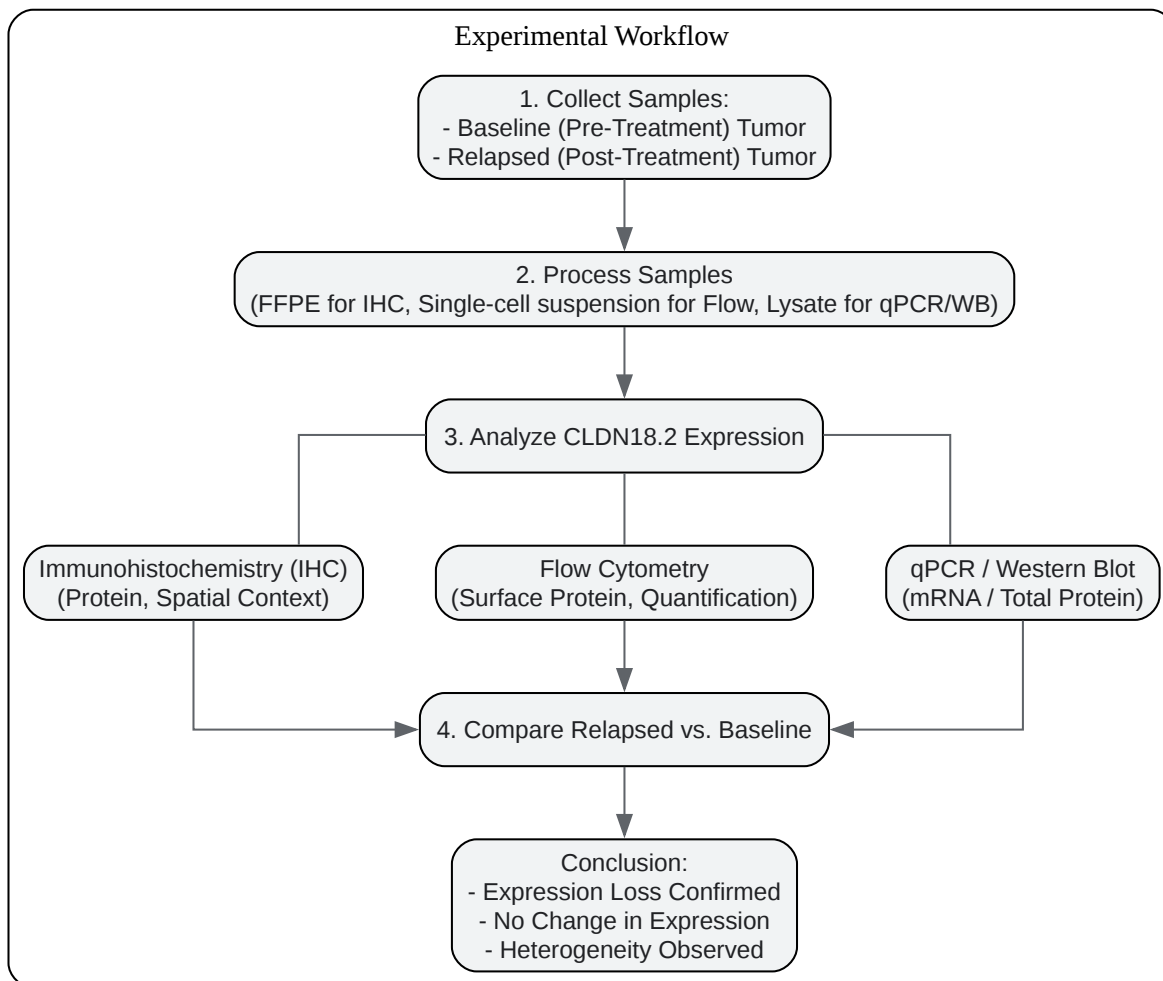 Experimental Workflow
1. Collect Samples:
- Baseline (Pre-Treatment) Tumor
- Relapsed (Post-Treatment) Tumor
2. Process Samples
(FFPE for IHC, Single-cell suspension for Flow, Lysate for qPCR/WB)
3. Analyze CLDN18.2 Expression
Immunohistochemistry (IHC)
(Protein, Spatial Context)
Flow Cytometry
(Surface Protein, Quantification)
qPCR / Western Blot
(mRNA / Total Protein)
4. Compare Relapsed vs. Baseline
Conclusion:
- Expression Loss Confirmed
- No Change in Expression
- Heterogeneity Observed